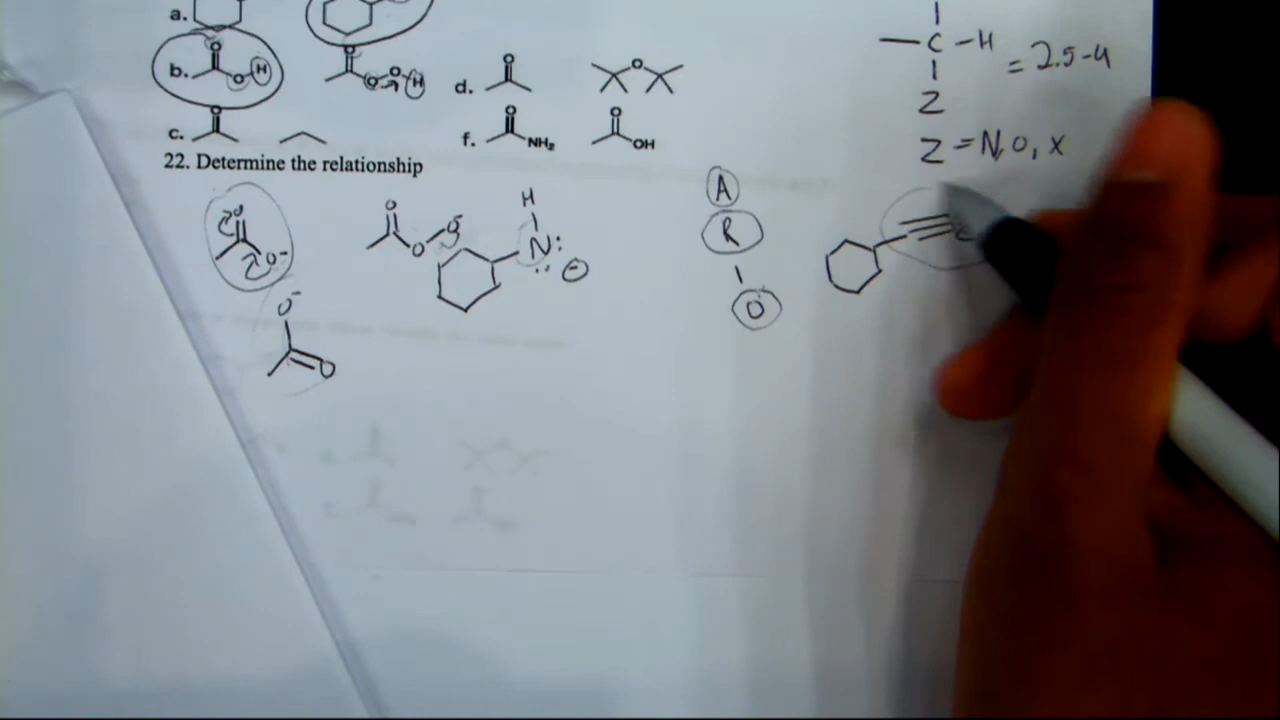 a.
b. O O H O O O H d. O O
c. O f. O NH₂ O OH
22. Determine the relationship
O O-
O-
O
O O O
H
N:
..
⊖
A
R
O
C-H = 2.5-4
Z
Z = N, O, X